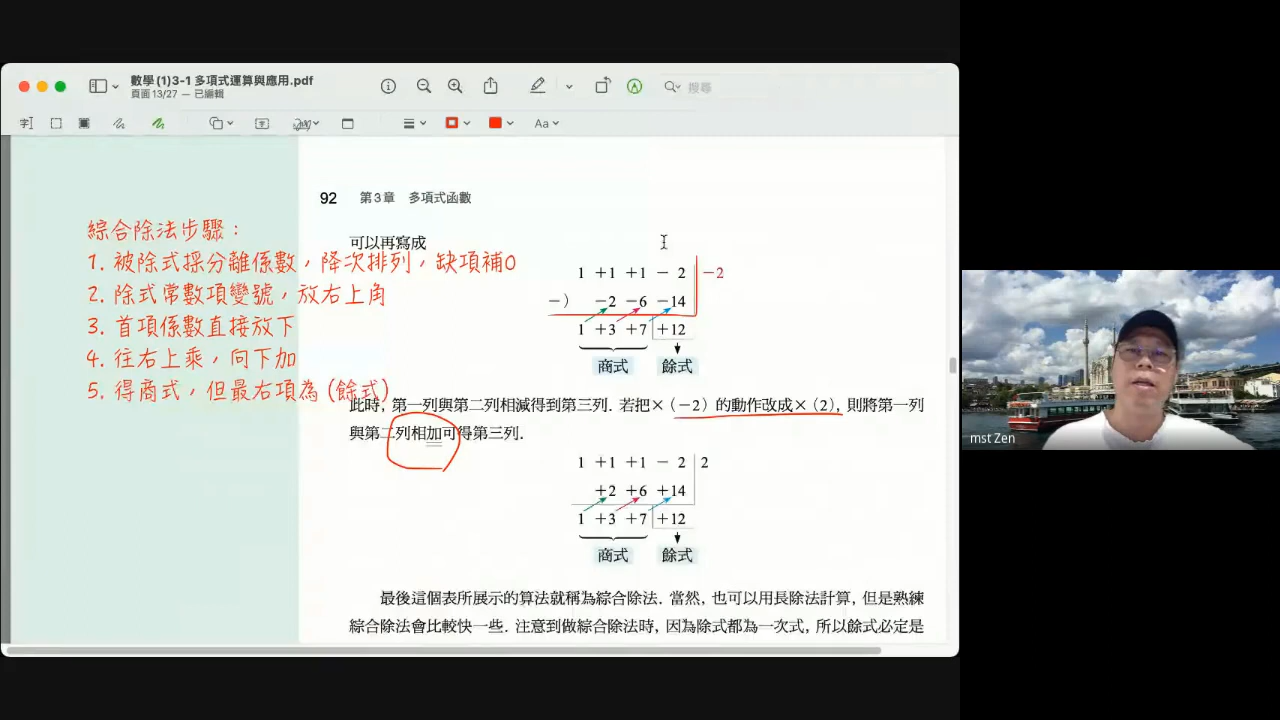 數學(1)3-1 多項式運算與應用.pdf
頁面 13/27 — 已編輯
搜尋
Aa
92 第3章 多項式函數
綜合除法步驟：
1. 被除式採分離係數，降次排列，缺項補0
2. 除式常數項變號，放右上角
3. 首項係數直接放下
4. 往右上乘，向下加
5. 得商式，但最右項為(餘式)
可以再寫成
1 +1 +1 − 2 −2
−) −2 −6 −14
1 +3 +7 +12
商式 餘式
此時，第一列與第二列相減得到第三列．若把×(−2)的動作改成×(2)，則將第一列
與第二列相加可得第三列．
1 +1 +1 − 2 2
+2 +6 +14
1 +3 +7 +12
商式 餘式
最後這個表所展示的算法就稱為綜合除法．當然，也可以用長除法計算，但是熟練
綜合除法會比較快一些．注意到做綜合除法時，因為除式都為一次式，所以餘式必定是
mst Zen